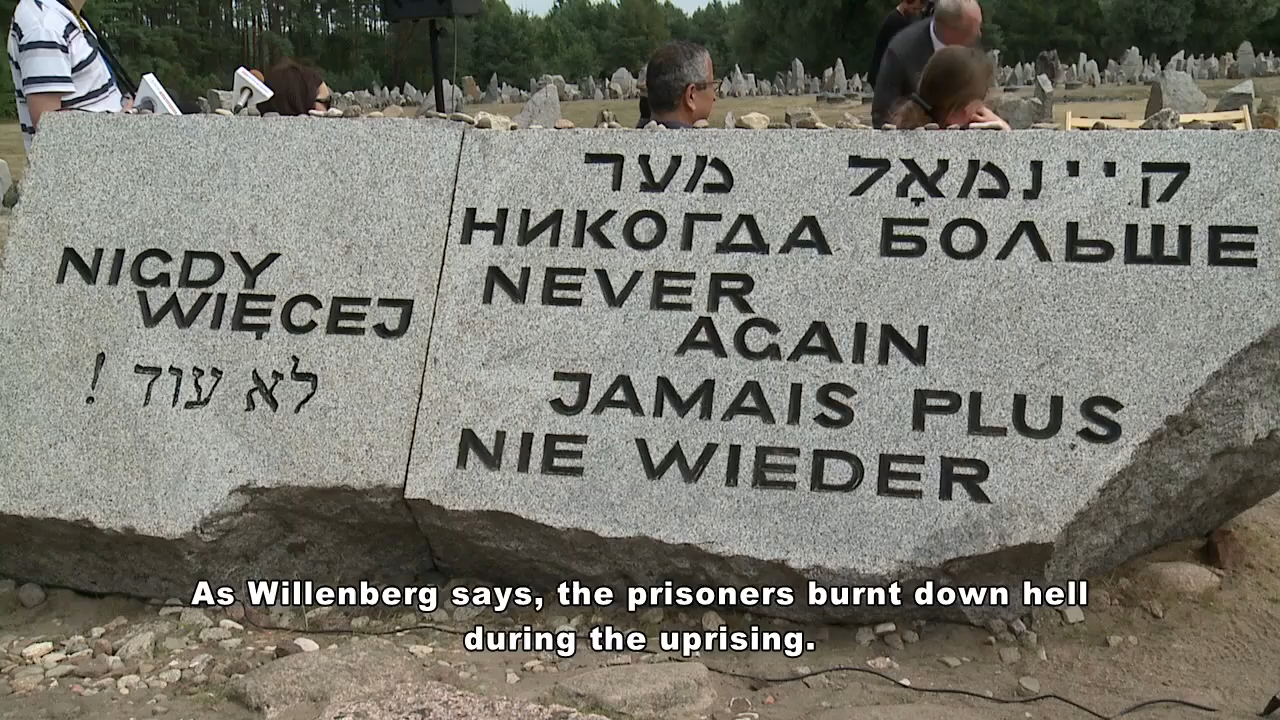 NIGDY
WIĘCEJ
לא עוד !
קיינמאָל מער
НИКОГДА БОЛЬШЕ
NEVER
AGAIN
JAMAIS PLUS
NIE WIEDER
As Willenberg says, the prisoners burnt down hell
during the uprising.